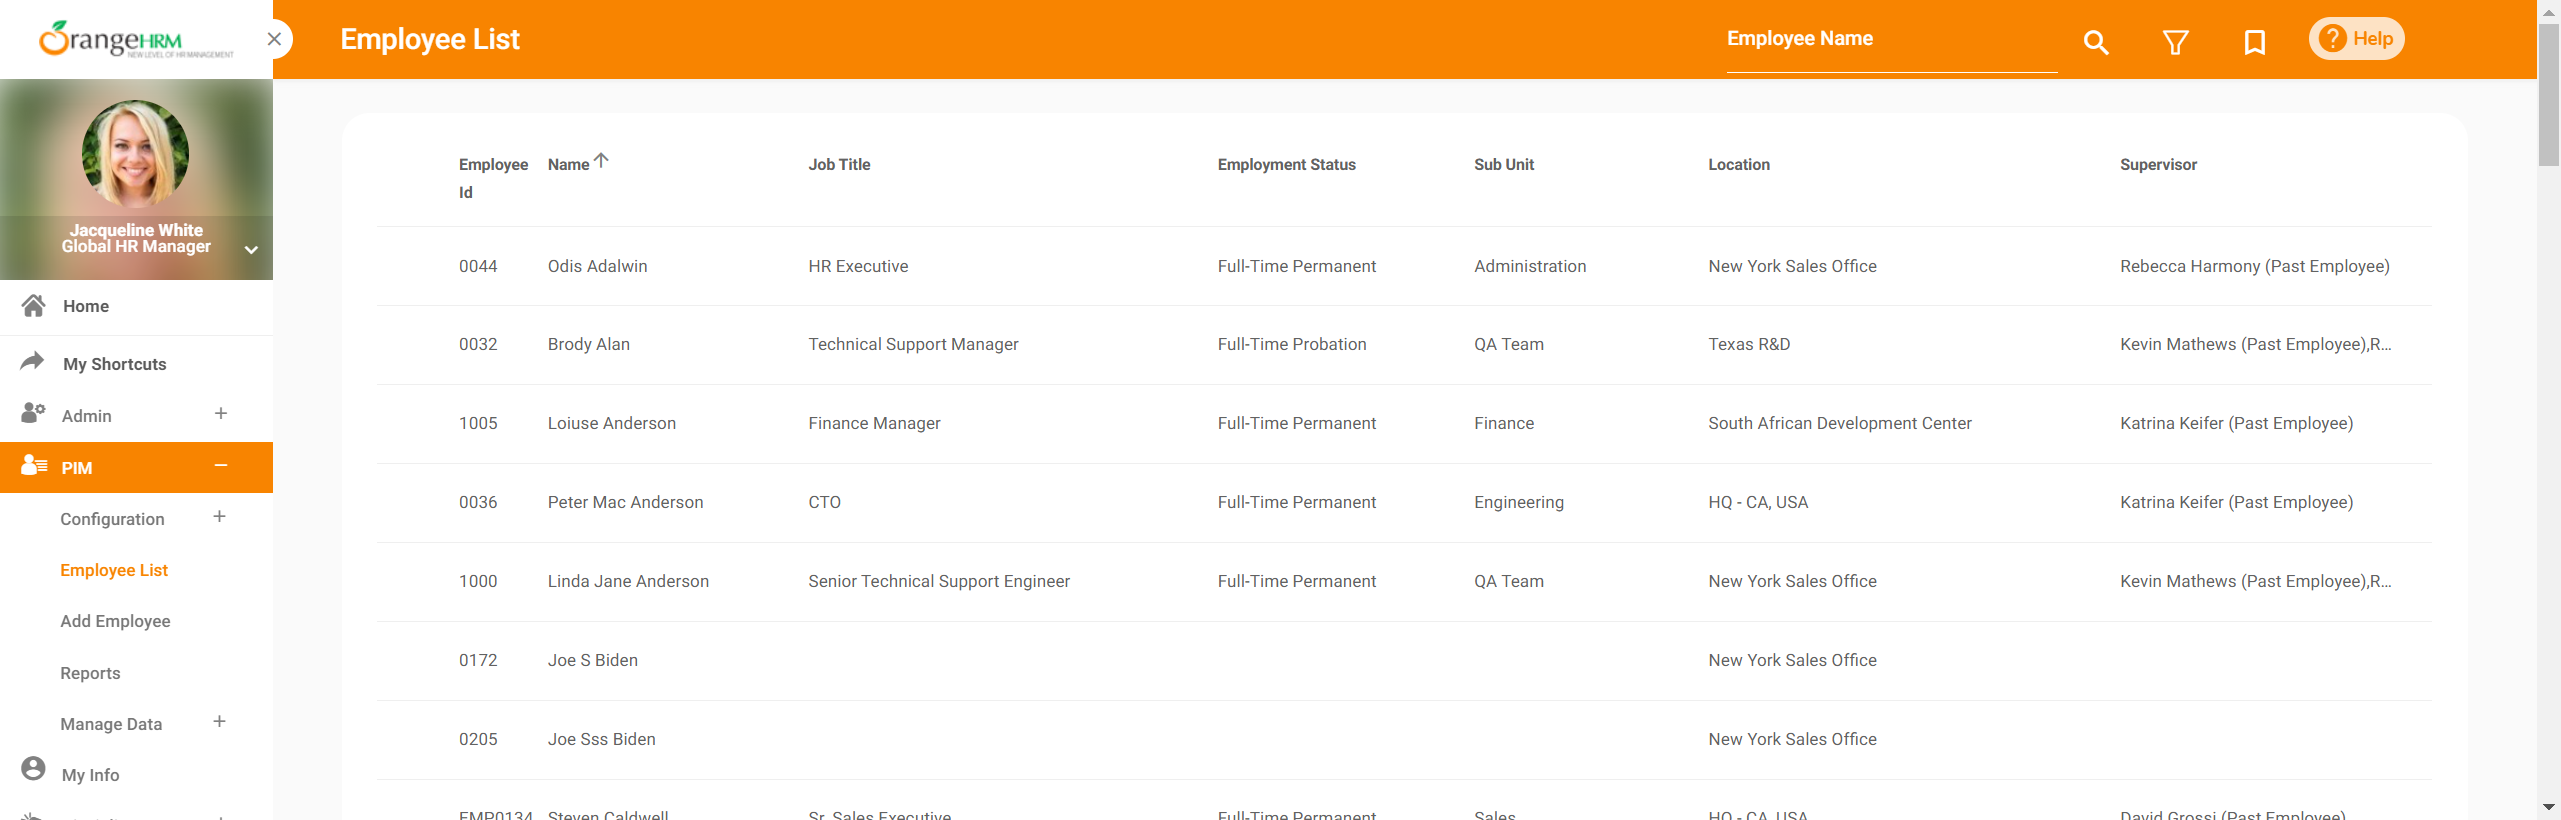 OrangeHRM
NEW LEVEL OF HR MANAGEMENT
Employee List
Employee Name
Help
Jacqueline White
Global HR Manager
Home
My Shortcuts
Admin
PIM
Configuration
Employee List
Add Employee
Reports
Manage Data
My Info
Employee Id Name Job Title Employment Status Sub Unit Location Supervisor
0044 Odis Adalwin HR Executive Full-Time Permanent Administration New York Sales Office Rebecca Harmony (Past Employee)
0032 Brody Alan Technical Support Manager Full-Time Probation QA Team Texas R&D Kevin Mathews (Past Employee),R...
1005 Loiuse Anderson Finance Manager Full-Time Permanent Finance South African Development Center Katrina Keifer (Past Employee)
0036 Peter Mac Anderson CTO Full-Time Permanent Engineering HQ - CA, USA Katrina Keifer (Past Employee)
1000 Linda Jane Anderson Senior Technical Support Engineer Full-Time Permanent QA Team New York Sales Office Kevin Mathews (Past Employee),R...
0172 Joe S Biden New York Sales Office
0205 Joe Sss Biden New York Sales Office
EMP0134 Steven Caldwell Sr. Sales Executive Full-Time Permanent Sales HQ - CA, USA David Grossi (Past Employee)